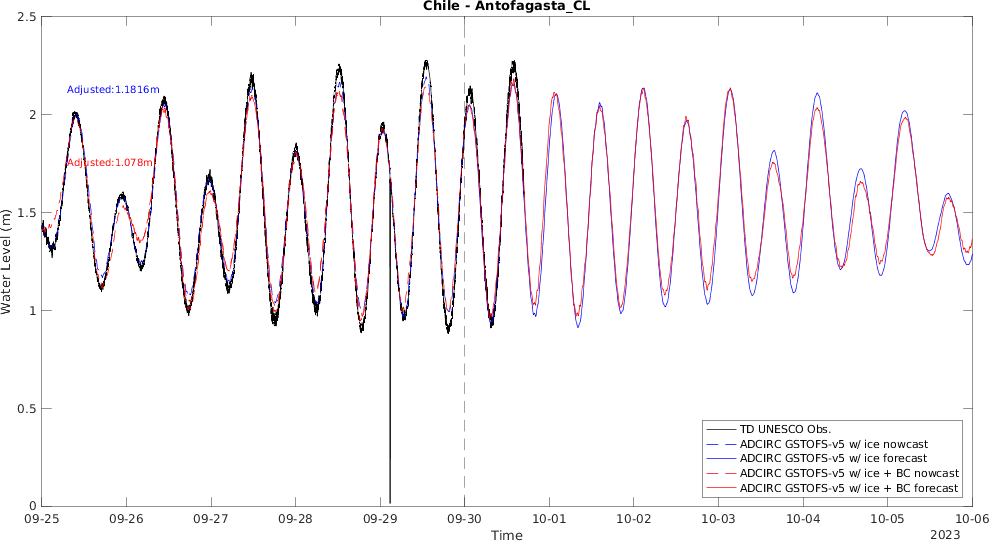 Chile - Antofagasta_CL
2.5
2
1.5
1
0.5
0
Water Level (m)
Adjusted:1.1816m
Adjusted:1.078m
TD UNESCO Obs.
ADCIRC GSTOFS-v5 w/ ice nowcast
ADCIRC GSTOFS-v5 w/ ice forecast
ADCIRC GSTOFS-v5 w/ ice + BC nowcast
ADCIRC GSTOFS-v5 w/ ice + BC forecast
09-25 09-26 09-27 09-28 09-29 09-30 10-01 10-02 10-03 10-04 10-05 10-06
Time
2023